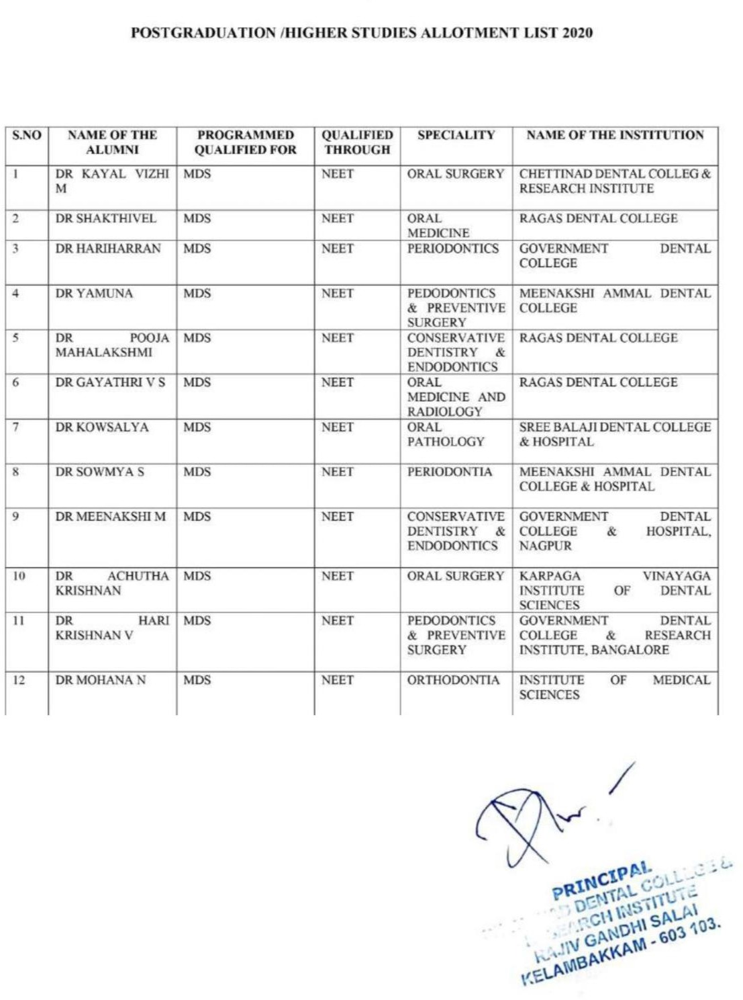 POSTGRADUATION /HIGHER STUDIES ALLOTMENT LIST 2020
S.NO NAME OF THE ALUMNI PROGRAMMED QUALIFIED FOR QUALIFIED THROUGH SPECIALITY NAME OF THE INSTITUTION
1 DR KAYAL VIZHI M MDS NEET ORAL SURGERY CHETTINAD DENTAL COLLEG & RESEARCH INSTITUTE
2 DR SHAKTHIVEL MDS NEET ORAL MEDICINE RAGAS DENTAL COLLEGE
3 DR HARIHARRAN MDS NEET PERIODONTICS GOVERNMENT DENTAL COLLEGE
4 DR YAMUNA MDS NEET PEDODONTICS & PREVENTIVE SURGERY MEENAKSHI AMMAL DENTAL COLLEGE
5 DR POOJA MAHALAKSHMI MDS NEET CONSERVATIVE DENTISTRY & ENDODONTICS RAGAS DENTAL COLLEGE
6 DR GAYATHRI V S MDS NEET ORAL MEDICINE AND RADIOLOGY RAGAS DENTAL COLLEGE
7 DR KOWSALYA MDS NEET ORAL PATHOLOGY SREE BALAJI DENTAL COLLEGE & HOSPITAL
8 DR SOWMYA S MDS NEET PERIODONTIA MEENAKSHI AMMAL DENTAL COLLEGE & HOSPITAL
9 DR MEENAKSHI M MDS NEET CONSERVATIVE DENTISTRY & ENDODONTICS GOVERNMENT DENTAL COLLEGE & HOSPITAL, NAGPUR
10 DR ACHUTHA KRISHNAN MDS NEET ORAL SURGERY KARPAGA VINAYAGA INSTITUTE OF DENTAL SCIENCES
11 DR HARI KRISHNAN V MDS NEET PEDODONTICS & PREVENTIVE SURGERY GOVERNMENT DENTAL COLLEGE & RESEARCH INSTITUTE, BANGALORE
12 DR MOHANA N MDS NEET ORTHODONTIA INSTITUTE OF MEDICAL SCIENCES
PRINCIPAL
DENTAL COLLEGE &
INSTITUTE
RAJIV GANDHI SALAI
KELAMBAKKAM - 603 103.